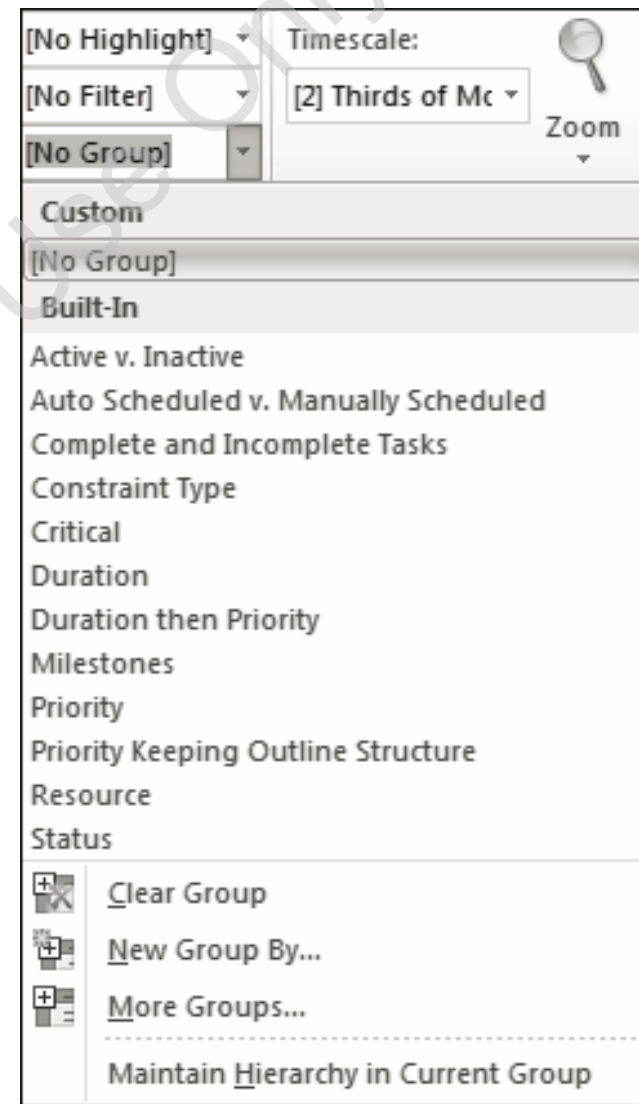 [No Highlight]
Timescale:
[No Filter]
[2] Thirds of Mc
Zoom
[No Group]
Custom
[No Group]
Built-In
Active v. Inactive
Auto Scheduled v. Manually Scheduled
Complete and Incomplete Tasks
Constraint Type
Critical
Duration
Duration then Priority
Milestones
Priority
Priority Keeping Outline Structure
Resource
Status
Clear Group
New Group By...
More Groups...
Maintain Hierarchy in Current Group
Use Only